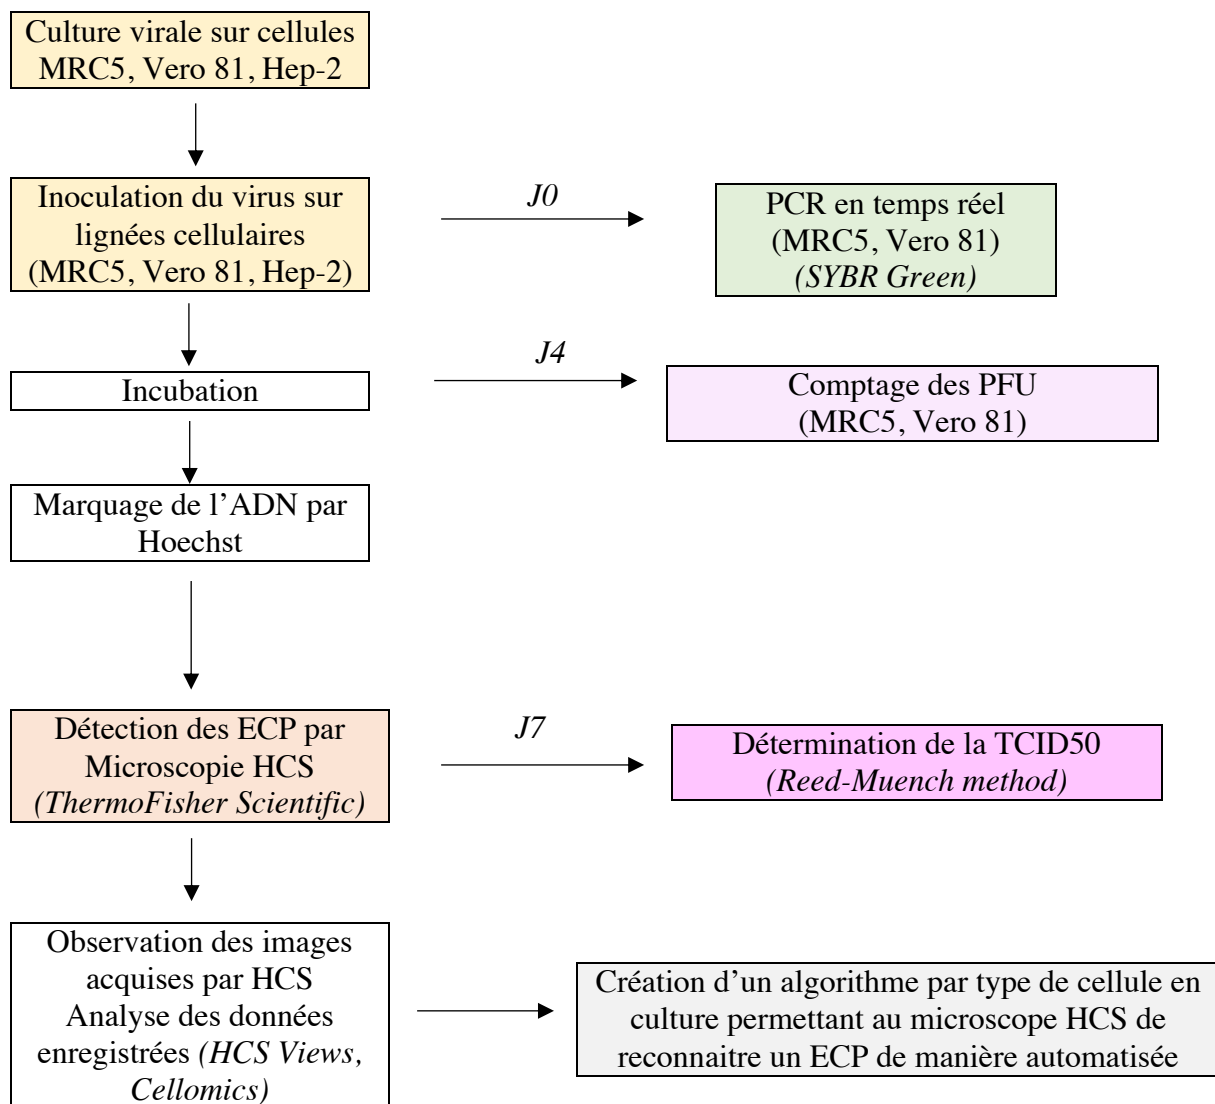 Culture virale sur cellules
MRC5, Vero 81, Hep-2
Inoculation du virus sur
lignées cellulaires
(MRC5, Vero 81, Hep-2)
J0
PCR en temps réel
(MRC5, Vero 81)
(SYBR Green)
Incubation
J4
Comptage des PFU
(MRC5, Vero 81)
Marquage de l’ADN par
Hoechst
Détection des ECP par
Microscopie HCS
(ThermoFisher Scientific)
J7
Détermination de la TCID50
(Reed-Muench method)
Observation des images
acquises par HCS
Analyse des données
enregistrées (HCS Views,
Cellomics)
Création d’un algorithme par type de cellule en
culture permettant au microscope HCS de
reconnaitre un ECP de manière automatisée